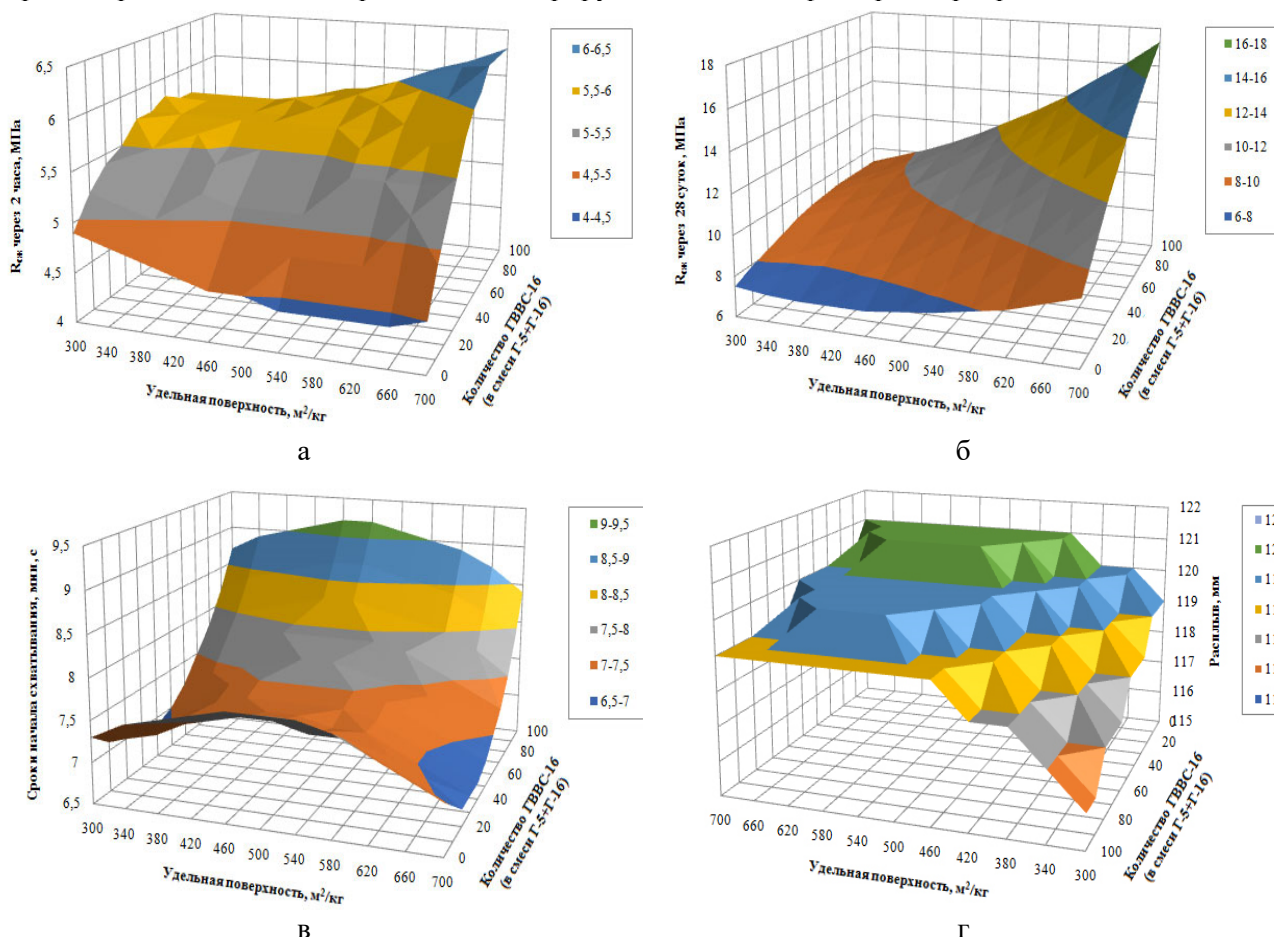 6,5
6
5,5
5
4,5
4
R сж через 2 часа, МПа
300 340 380 420 460 500 540 580 620 660 700
Удельная поверхность, м²/кг
0 20 40 60 80 100
Количество ГВВС-16
(в смеси Г-5+Г-16)
6-6,5
5,5-6
5-5,5
4,5-5
4-4,5
а
18
16
14
12
10
8
6
Rсж через 28 суток, МПа
300 340 380 420 460 500 540 580 620 660 700
Удельная поверхность, м²/кг
0 20 40 60 80 100
Количество ГВВС-16
(в смеси Г-5+Г-16)
16-18
14-16
12-14
10-12
8-10
6-8
б
9,5
9
8,5
8
7,5
7
6,5
Сроки начала схватывания, мин, с
300 340 380 420 460 500 540 580 620 660 700
Удельная поверхность, м²/кг
0 20 40 60 80 100
Количество ГВВС-16
(в смеси Г-5+Г-16)
9-9,5
8,5-9
8-8,5
7,5-8
7-7,5
6,5-7
в
122
121
120
119
118
117
116
115
Расплыв, мм
700 660 620 580 540 500 460 420 380 340 300
Удельная поверхность, м²/кг
0 20 40 60 80 100
Количество ГВВС-16
(в смеси Г-5+Г-16)
г